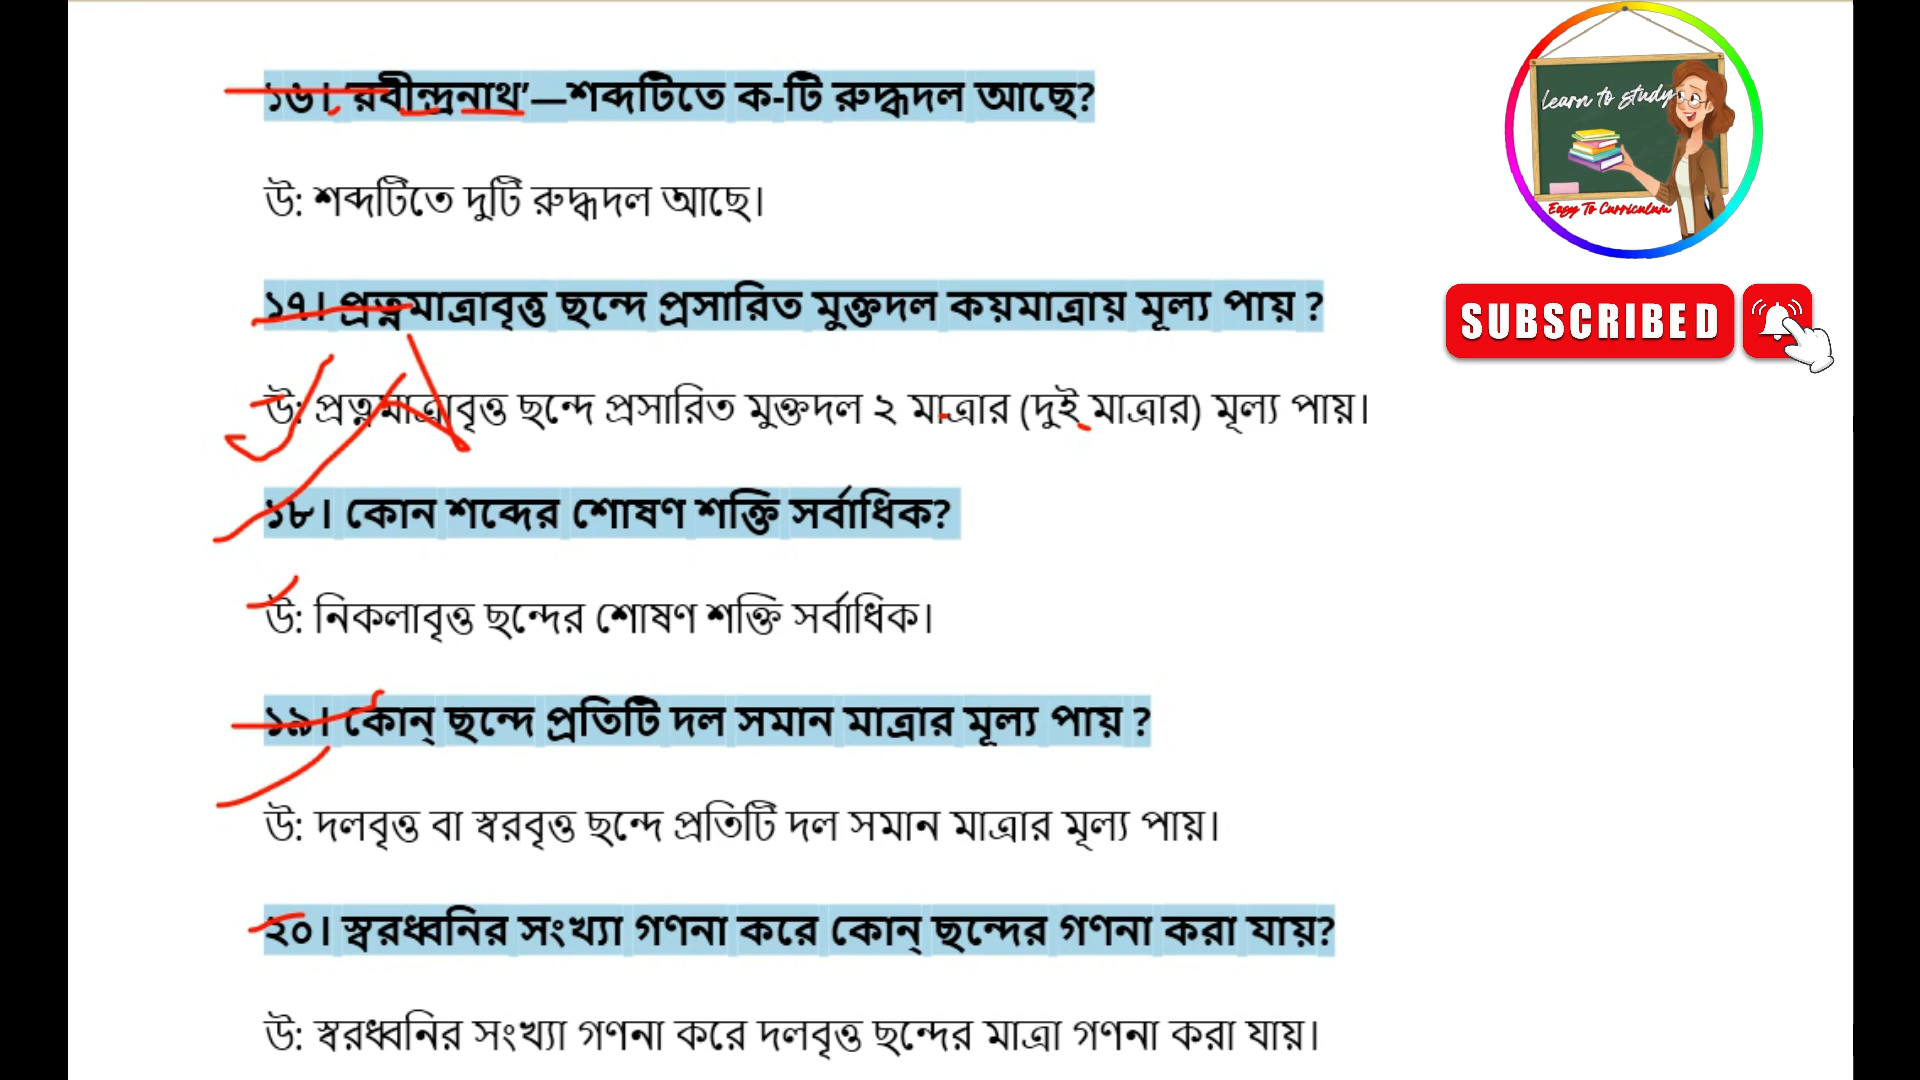 ১৬। 'রবীন্দ্রনাথ'—শব্দটিতে ক-টি রুদ্ধদল আছে?
উ: শব্দটিতে দুটি রুদ্ধদল আছে।
১৭। প্রত্নমাত্রাবৃত্ত ছন্দে প্রসারিত মুক্তদল কয়মাত্রায় মূল্য পায় ?
উ: প্রত্নমাত্রাবৃত্ত ছন্দে প্রসারিত মুক্তদল ২ মাত্রার (দুই মাত্রার) মূল্য পায়।
১৮। কোন শব্দের শোষণ শক্তি সর্বাধিক?
উ: নিকলাবৃত্ত ছন্দের শোষণ শক্তি সর্বাধিক।
১৯। কোন্ ছন্দে প্রতিটি দল সমান মাত্রার মূল্য পায় ?
উ: দলবৃত্ত বা স্বরবৃত্ত ছন্দে প্রতিটি দল সমান মাত্রার মূল্য পায়।
২০। স্বরধ্বনির সংখ্যা গণনা করে কোন্ ছন্দের গণনা করা যায়?
উ: স্বরধ্বনির সংখ্যা গণনা করে দলবৃত্ত ছন্দের মাত্রা গণনা করা যায়।
Learn to study
Easy To Curriculum
SUBSCRIBED